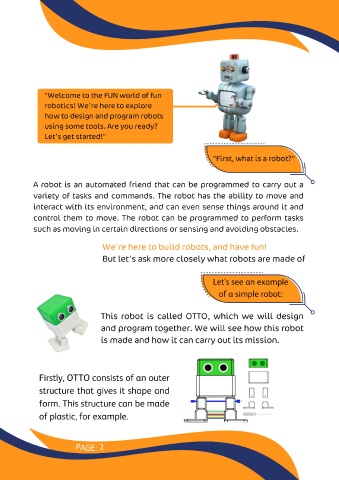 "Welcome to the FUN world of fun
robotics! We're here to explore
how to design and program robots
using some tools. Are you ready?
Let's get started!"
"First, what is a robot?"
A robot is an automated friend that can be programmed to carry out a
variety of tasks and commands. The robot has the ability to move and
interact with its environment, and can even sense things around it and
control them to move. The robot can be programmed to perform tasks
such as moving in certain directions or sensing and avoiding obstacles.
We're here to build robots, and have fun!
But let's ask more closely what robots are made of
Let's see an example
of a simple robot:
This robot is called OTTO, which we will design
and program together. We will see how this robot
is made and how it can carry out its mission.
Firstly, OTTO consists of an outer
structure that gives it shape and
form. This structure can be made
of plastic, for example.
PAGE: 2